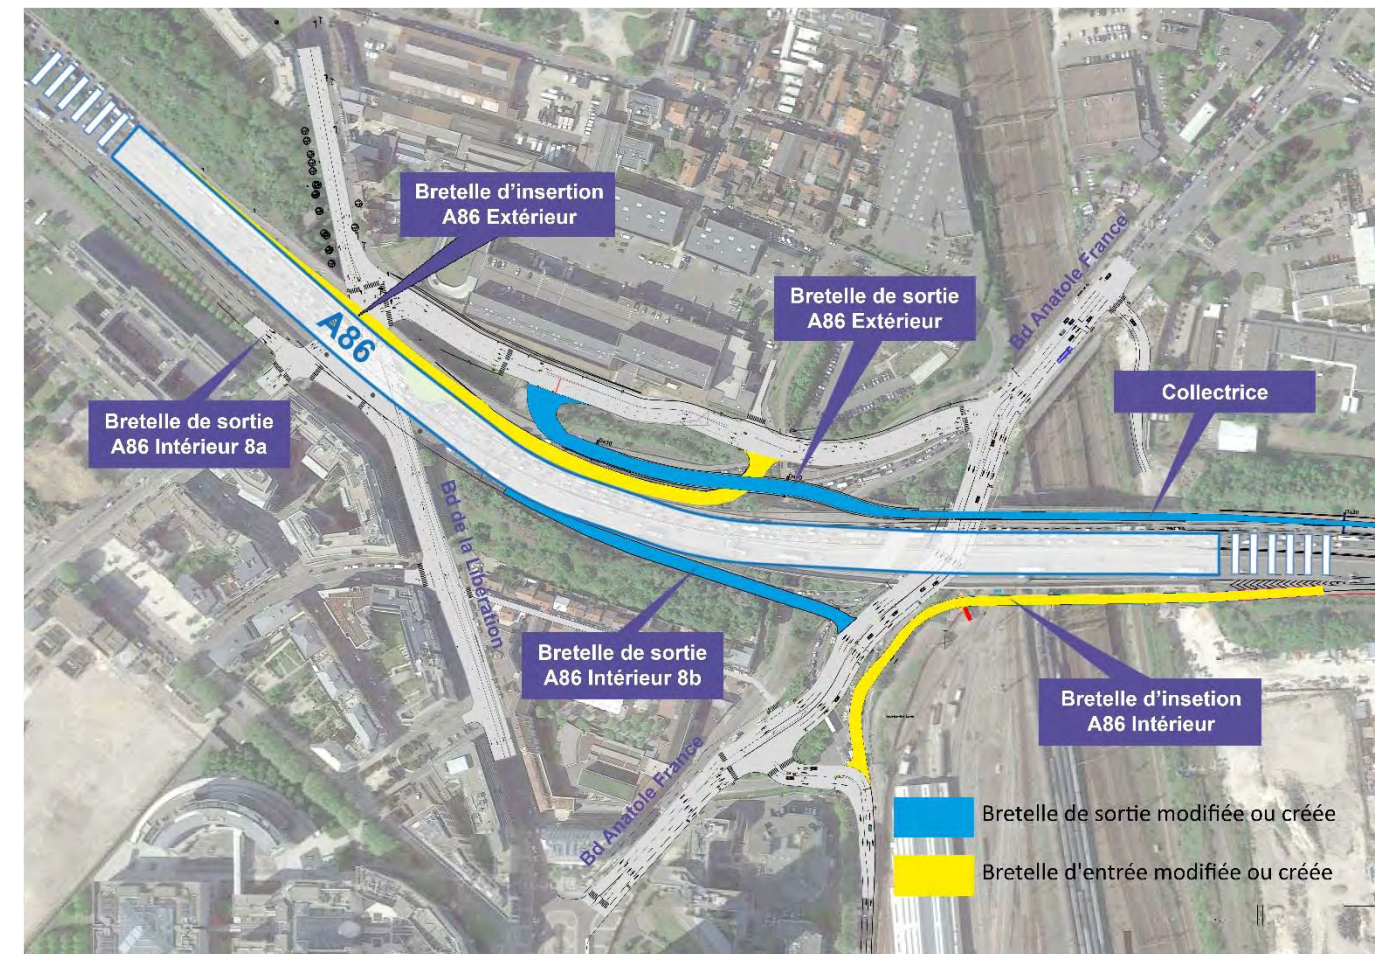 Bretelle d’insertion
A86 Extérieur
Bretelle de sortie
A86 Extérieur
Bd Anatole France
A86
Collectrice
Bretelle de sortie
A86 Intérieur 8a
Bd de la Libération
Bretelle de sortie
A86 Intérieur 8b
Bretelle d’insetion
A86 Intérieur
Bd Anatole France
Bretelle de sortie modifiée ou créée
Bretelle d'entrée modifiée ou créée